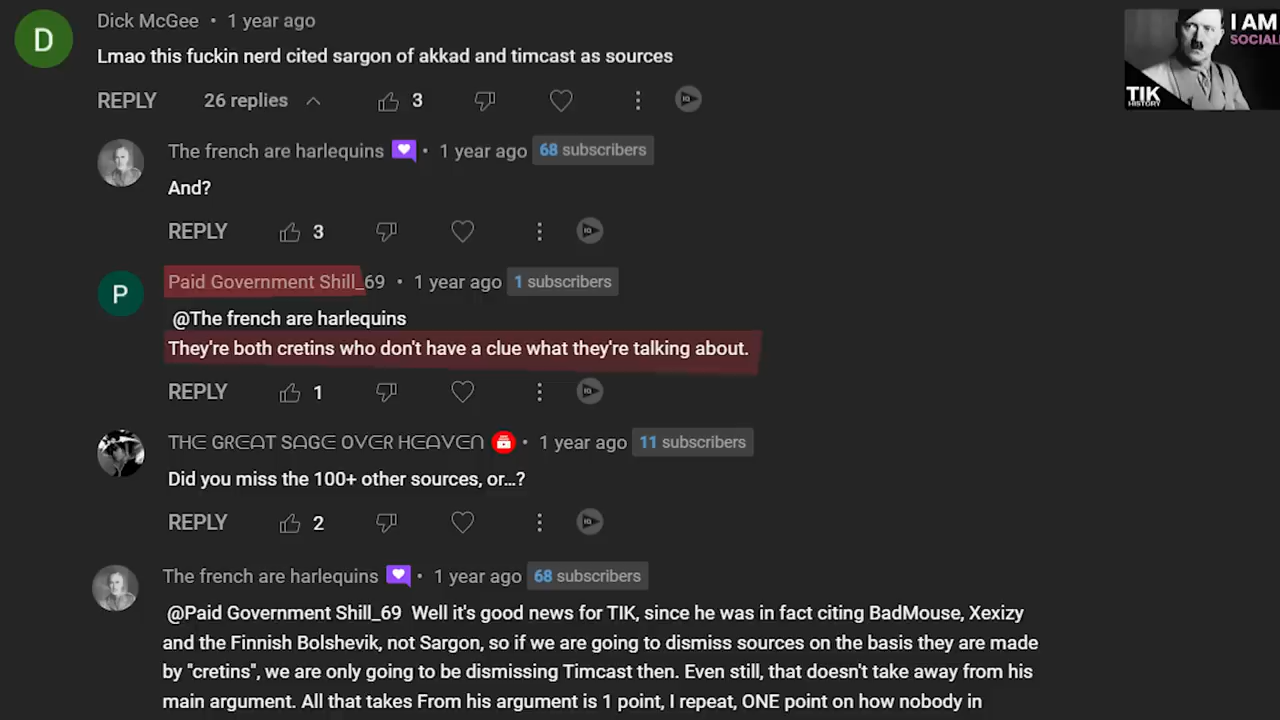 D
Dick McGee • 1 year ago
Lmao this fuckin nerd cited sargon of akkad and timcast as sources
REPLY 26 replies 3
I AM
SOCIAL
TIK
HISTORY
The french are harlequins • 1 year ago 68 subscribers
And?
REPLY 3
P
Paid Government Shill_69 • 1 year ago 1 subscribers
@The french are harlequins
They're both cretins who don't have a clue what they're talking about.
REPLY 1
THE GREAT SAGE OVER HEAVEN • 1 year ago 11 subscribers
Did you miss the 100+ other sources, or…?
REPLY 2
The french are harlequins • 1 year ago 68 subscribers
@Paid Government Shill_69 Well it's good news for TIK, since he was in fact citing BadMouse, Xexizy
and the Finnish Bolshevik, not Sargon, so if we are going to dismiss sources on the basis they are made
by "cretins", we are only going to be dismissing Timcast then. Even still, that doesn't take away from his
main argument. All that takes From his argument is 1 point, I repeat, ONE point on how nobody in